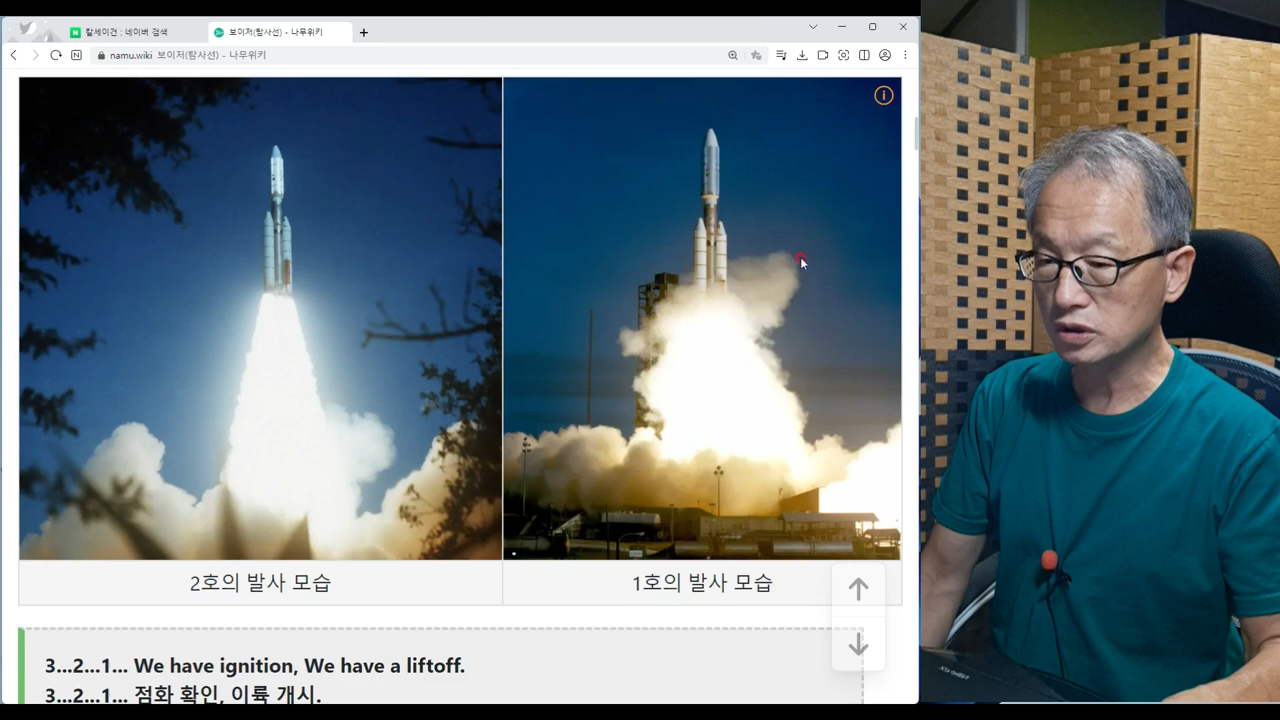 칼세이건 : 네이버 검색
보이저(탐사선) - 나무위키
namu.wiki 보이저(탐사선) - 나무위키
2호의 발사 모습
1호의 발사 모습
3...2...1... We have ignition, We have a liftoff.
3...2...1... 점화 확인, 이륙 개시.